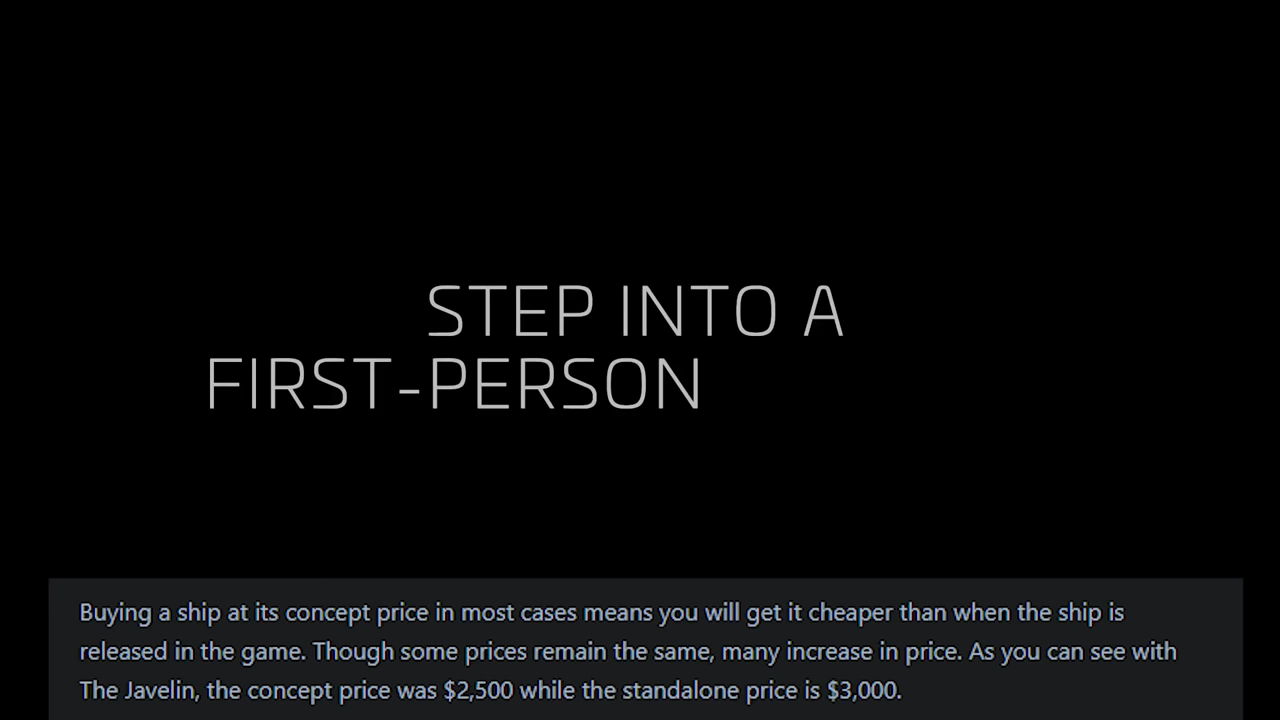 STEP INTO A
FIRST-PERSON
Buying a ship at its concept price in most cases means you will get it cheaper than when the ship is
released in the game. Though some prices remain the same, many increase in price. As you can see with
The Javelin, the concept price was $2,500 while the standalone price is $3,000.